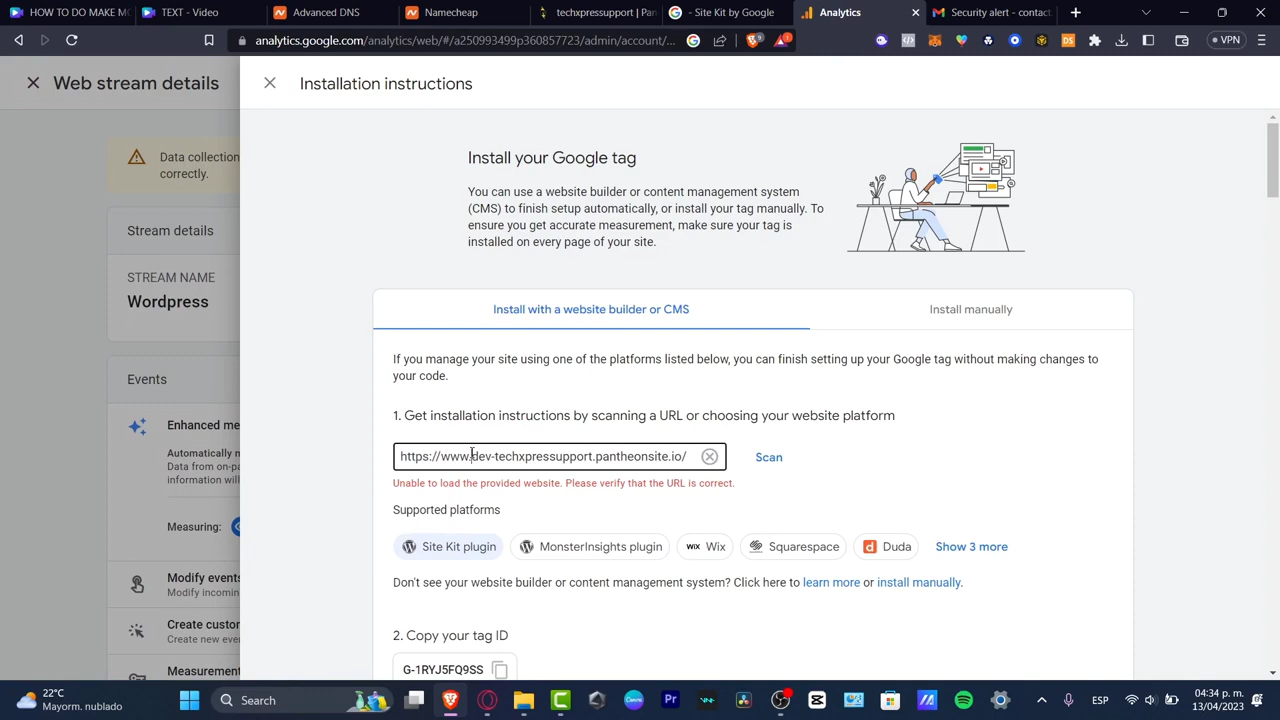 HOW TO DO MAKE M
TEXT - Video
Advanced DNS
Namecheap
techxpressupport | Pan
- Site Kit by Google
Analytics
Security alert - contact
analytics.google.com/analytics/web/#/a250993499p360857723/admin/account/...
VPN
Web stream details
Installation instructions
Data collection
correctly.
Stream details
STREAM NAME
Wordpress
Events
Enhanced me
Automatically m
Data from on-pa
information will
Measuring:
Modify events
Modify incomin
Create custor
Create new eve
Measurement
Install your Google tag
You can use a website builder or content management system
(CMS) to finish setup automatically, or install your tag manually. To
ensure you get accurate measurement, make sure your tag is
installed on every page of your site.
Install with a website builder or CMS
Install manually
If you manage your site using one of the platforms listed below, you can finish setting up your Google tag without making changes to
your code.
1. Get installation instructions by scanning a URL or choosing your website platform
https://www.dev-techxpressupport.pantheonsite.io/
Scan
Unable to load the provided website. Please verify that the URL is correct.
Supported platforms
Site Kit plugin
MonsterInsights plugin
WIX Wix
Squarespace
Duda
Show 3 more
Don't see your website builder or content management system? Click here to learn more or install manually.
2. Copy your tag ID
G-1RYJ5FQ9SS
22°C
Mayorm. nublado
Search
ESP
04:34 p. m.
13/04/2023